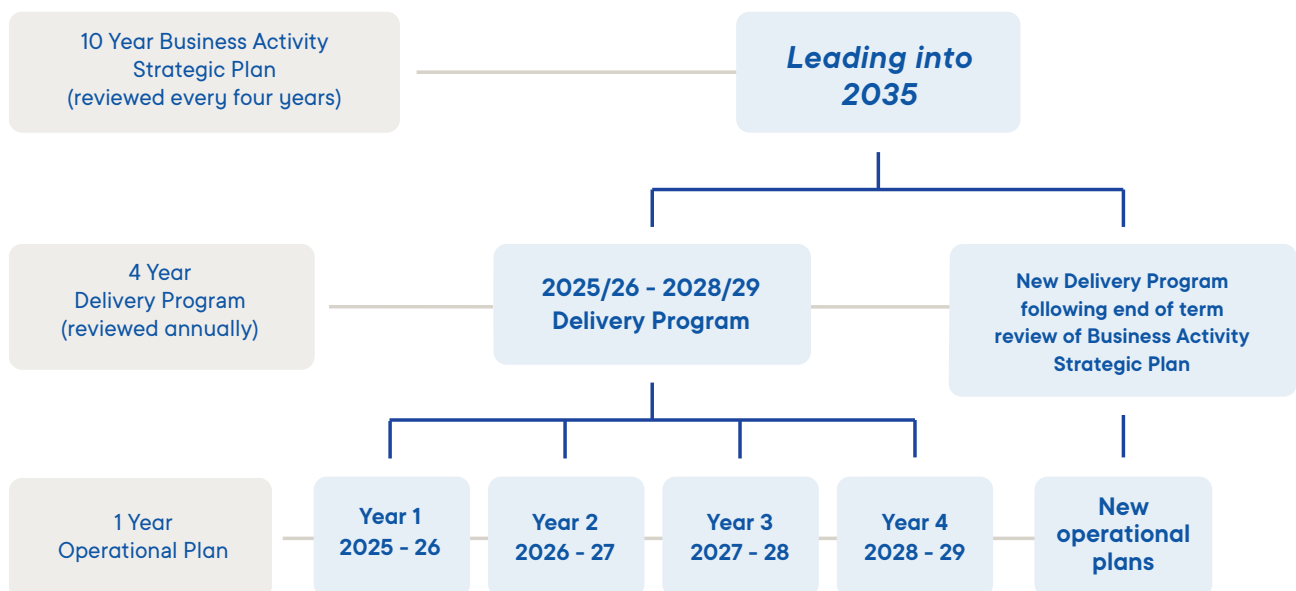 10 Year Business Activity
Strategic Plan
(reviewed every four years)
Leading into
2035
4 Year
Delivery Program
(reviewed annually)
2025/26 - 2028/29
Delivery Program
New Delivery Program
following end of term
review of Business Activity
Strategic Plan
1 Year
Operational Plan
Year 1
2025 - 26
Year 2
2026 - 27
Year 3
2027 - 28
Year 4
2028 - 29
New
operational
plans